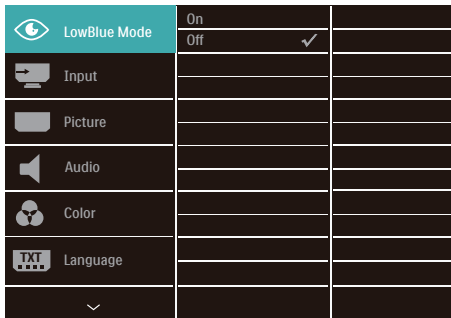 LowBlue Mode
On
Off
Input
Picture
Audio
Color
TXT
Language